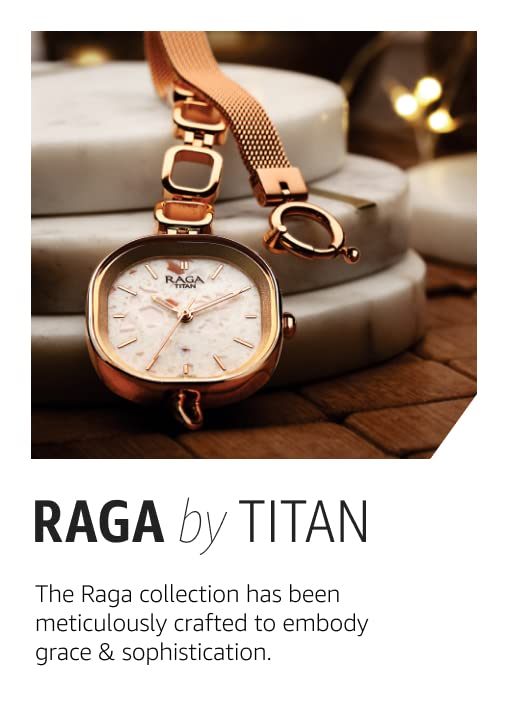 RAGA
TITAN
RAGA by TITAN
The Raga collection has been
meticulously crafted to embody
grace & sophistication.